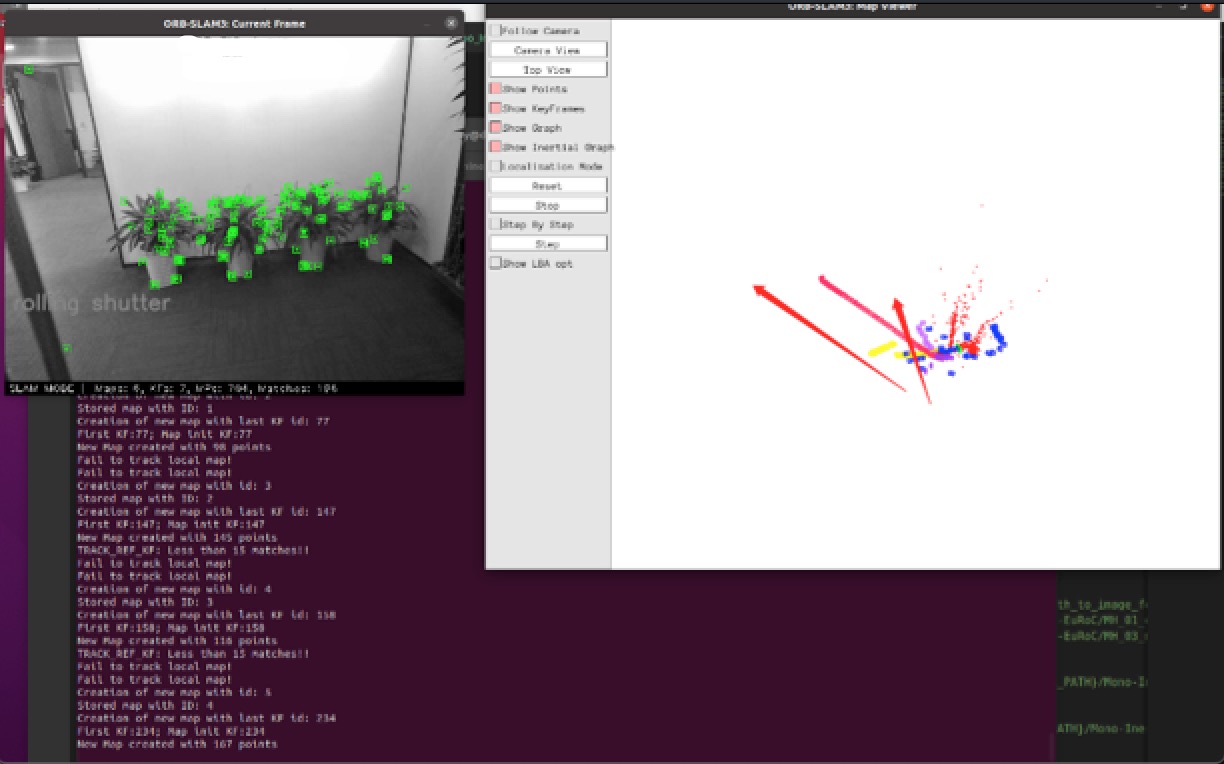 ORB-SLAM3: Current Frame
rolling shutter
SLAM MODE | Maps: 6, KFs: 7, MPs: 704, Matches: 196
ORB-SLAM3: Map Viewer
Follow Camera
Camera View
Top View
Show Points
Show KeyFrames
Show Graph
Show Inertial Graph
Localization Mode
Reset
Stop
Step By Step
Step
Show LBA opt
Creation of new map with id: 2
Stored map with ID: 1
Creation of new map with last KF id: 77
First KF:77; Map init KF:77
New Map created with 98 points
Fail to track local map!
Fail to track local map!
Creation of new map with id: 3
Stored map with ID: 2
Creation of new map with last KF id: 147
First KF:147; Map init KF:147
New Map created with 145 points
TRACK_REF_KF: Less than 15 matches!!
Fail to track local map!
Fail to track local map!
Creation of new map with id: 4
Stored map with ID: 3
Creation of new map with last KF id: 158
First KF:158; Map init KF:158
New Map created with 116 points
TRACK_REF_KF: Less than 15 matches!!
Fail to track local map!
Fail to track local map!
Creation of new map with id: 5
Stored map with ID: 4
Creation of new map with last KF id: 234
First KF:234; Map init KF:234
New Map created with 167 points
th_to_image_f
-EuRoC/MH_01_
-EuRoC/MH_03_
_PATH}/Mono-I
ATH}/Mono-Ine